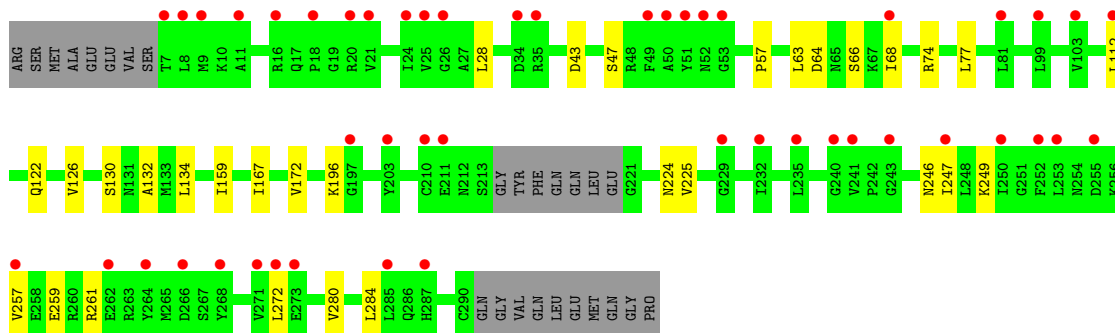 ARG SER MET ALA GLU GLU VAL SER T7 L8 M9 K10 A11 R16 Q17 P18 G19 R20 V21 I24 V25 G26 A27 L28 D34 R35 D43 S47 R48 F49 A50 Y51 N52 G53 P57 L63 D64 N65 S66 K67 I68 R74 L77 L81 L99 V103
Q122 V126 S130 N131 A132 M133 L134 I159 I167 V172 K196 G197 Y203 C210 E211 N212 S213 GLY TYR PHE GLN GLN LEU GLU G221 N224 V225 G229 I232 L235 G240 V241 P242 G243 N246 I247 L248 K249 I250 G251 F252 L253 N254 D255 K256
V257 E258 E259 R260 R261 E262 R263 Y264 M265 D266 S267 Y268 V271 L272 E273 V280 L284 L285 Q286 H287 C290 GLN GLY VAL GLN LEU GLU MET GLN GLY PRO